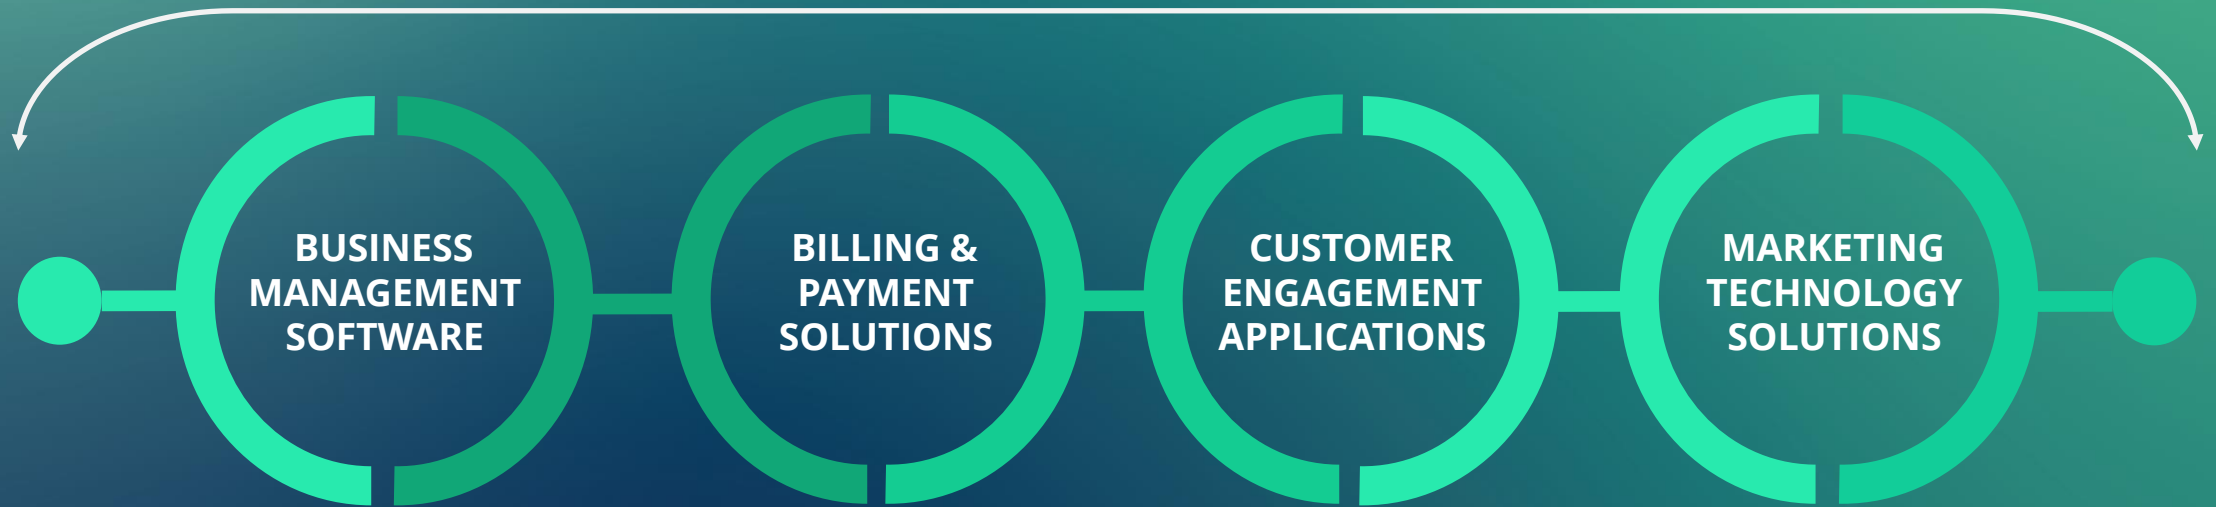 BUSINESS
MANAGEMENT
SOFTWARE
BILLING &
PAYMENT
SOLUTIONS
CUSTOMER
ENGAGEMENT
APPLICATIONS
MARKETING
TECHNOLOGY
SOLUTIONS